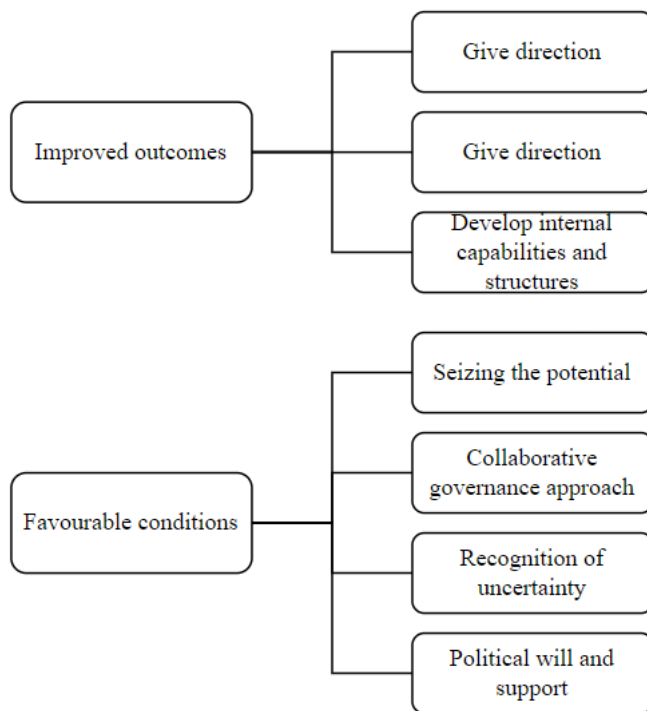 Give direction
Improved outcomes
Give direction
Develop internal
capabilities and
structures
Seizing the potential
Collaborative
governance approach
Favourable conditions
Recognition of
uncertainty
Political will and
support